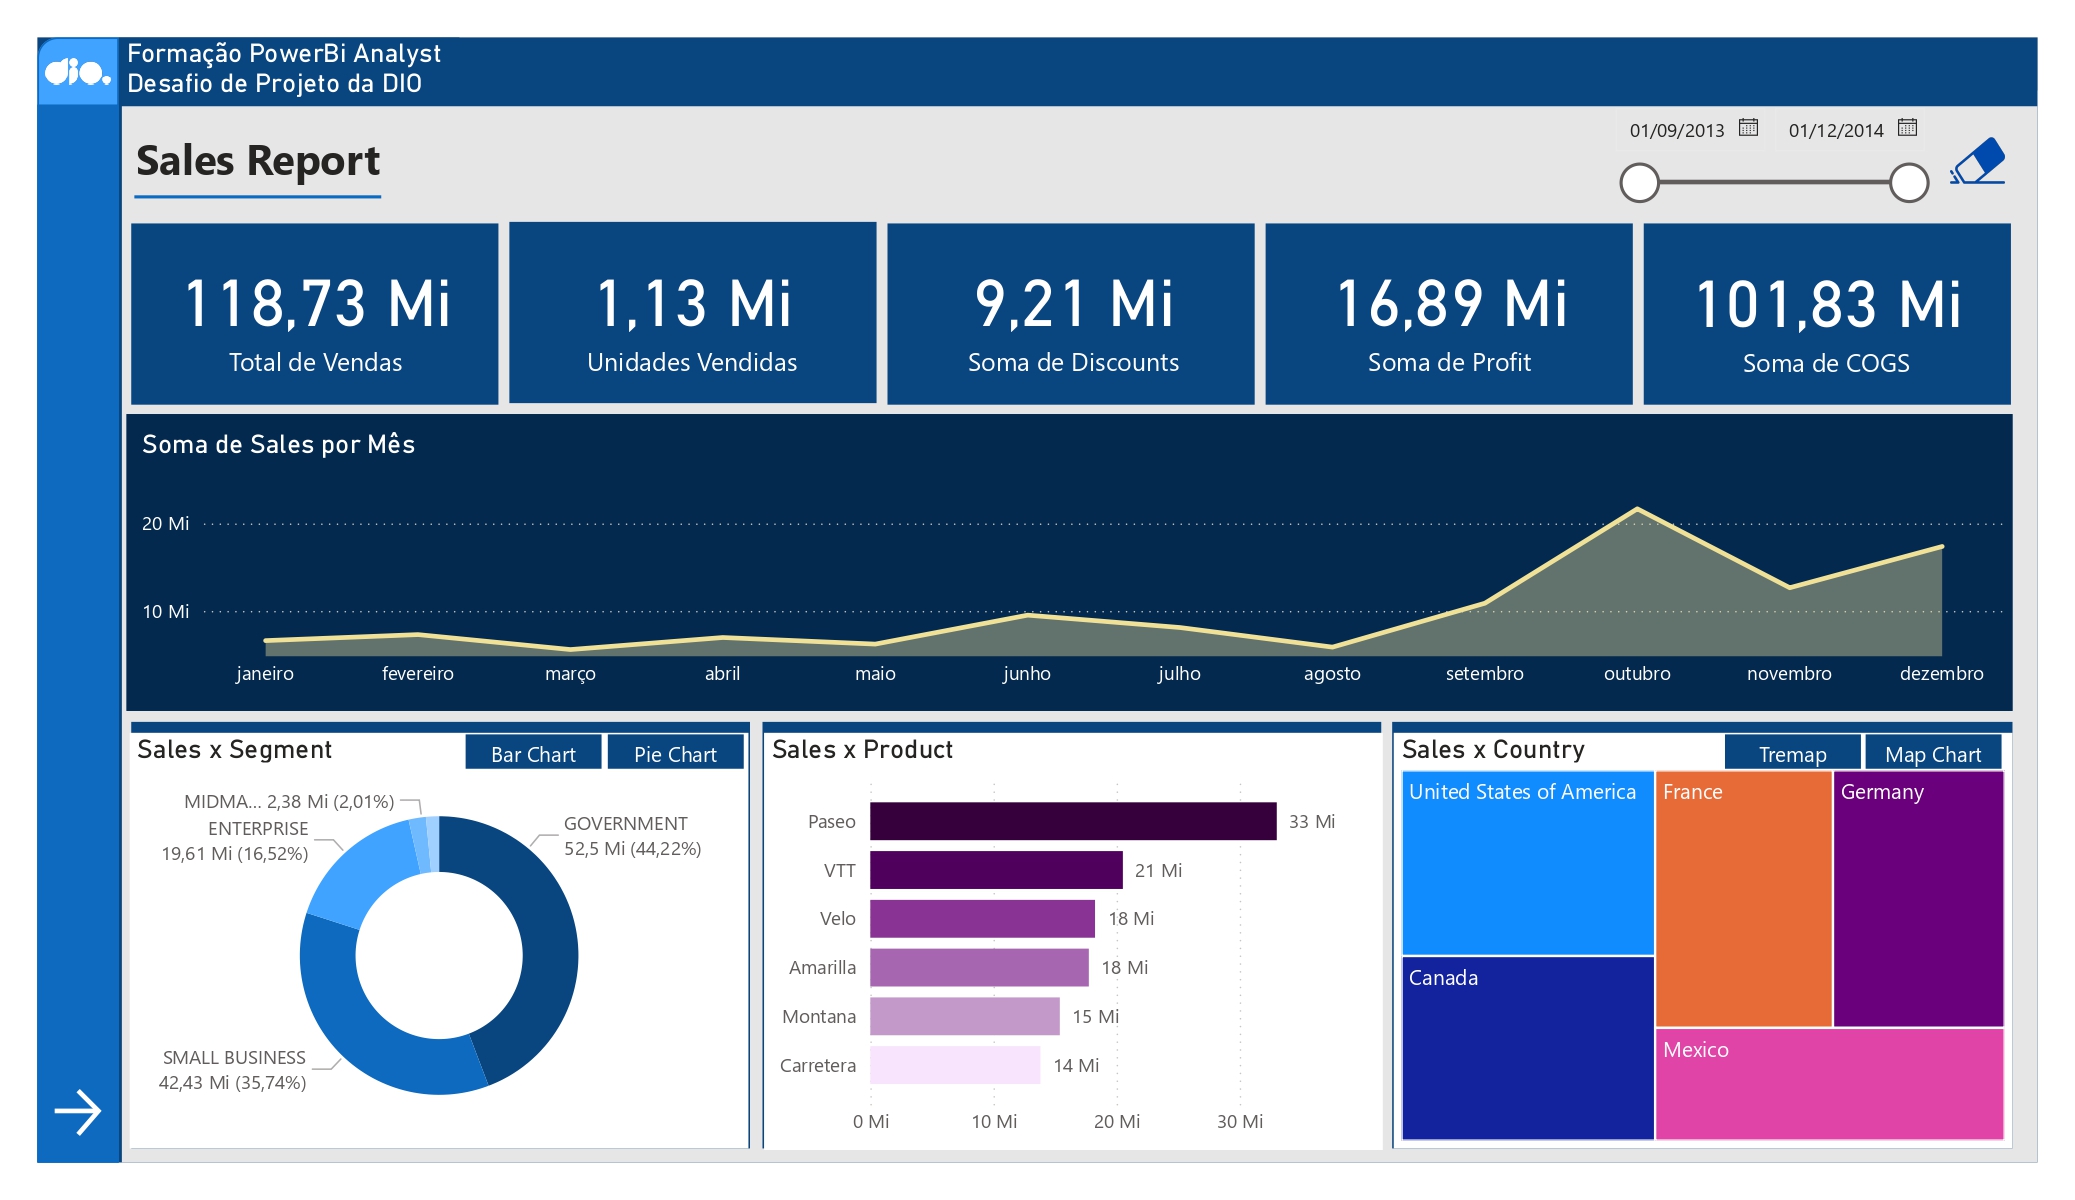 dio.
Formação PowerBi Analyst
Desafio de Projeto da DIO
Sales Report
01/09/2013
01/12/2014
118,73 Mi
Total de Vendas
1,13 Mi
Unidades Vendidas
9,21 Mi
Soma de Discounts
16,89 Mi
Soma de Profit
101,83 Mi
Soma de COGS
Soma de Sales por Mês
20 Mi
10 Mi
janeiro fevereiro março abril maio junho julho agosto setembro outubro novembro dezembro
Sales x Segment
Bar Chart
Pie Chart
MIDMA... 2,38 Mi (2,01%)
ENTERPRISE
19,61 Mi (16,52%)
GOVERNMENT
52,5 Mi (44,22%)
SMALL BUSINESS
42,43 Mi (35,74%)
Sales x Product
Paseo 33 Mi
VTT 21 Mi
Velo 18 Mi
Amarilla 18 Mi
Montana 15 Mi
Carretera 14 Mi
0 Mi 10 Mi 20 Mi 30 Mi
Sales x Country
Tremap
Map Chart
United States of America
France
Germany
Canada
Mexico